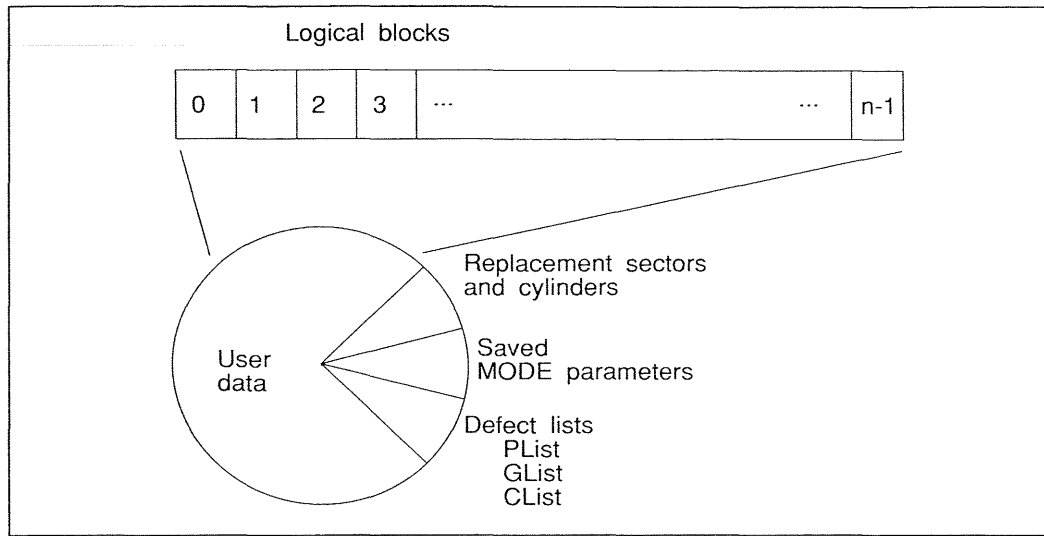 Logical blocks
0 1 2 3 ... ... n-1
Replacement sectors
and cylinders
User
data
Saved
MODE parameters
Defect lists
PList
GList
CList